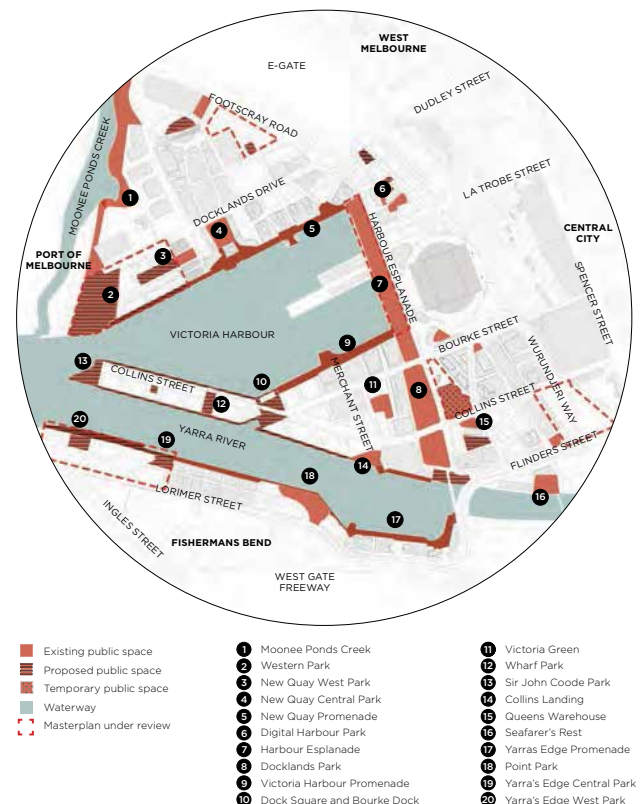 WEST
MELBOURNE
E-GATE
DUDLEY STREET
FOOTSCRAY ROAD
MOONEE PONDS CREEK
6
LA TROBE STREET
1
DOCKLANDS DRIVE
4
5
HARBOUR ESPLANADE
CENTRAL
CITY
PORT OF
MELBOURNE
3
2
7
SPENCER STREET
VICTORIA HARBOUR
BOURKE STREET
9
WURUNDJERI WAY
13
COLLINS STREET
10
MERCHANT STREET
11
8
12
COLLINS STREET
15
20
YARRA RIVER
19
FLINDERS STREET
14
18
LORIMER STREET
16
INGLES STREET
17
FISHERMANS BEND
WEST GATE
FREEWAY
Existing public space
Proposed public space
Temporary public space
Waterway
Masterplan under review
1 Moonee Ponds Creek
2 Western Park
3 New Quay West Park
4 New Quay Central Park
5 New Quay Promenade
6 Digital Harbour Park
7 Harbour Esplanade
8 Docklands Park
9 Victoria Harbour Promenade
10 Dock Square and Bourke Dock
11 Victoria Green
12 Wharf Park
13 Sir John Coode Park
14 Collins Landing
15 Queens Warehouse
16 Seafarer's Rest
17 Yarras Edge Promenade
18 Point Park
19 Yarra's Edge Central Park
20 Yarra's Edge West Park